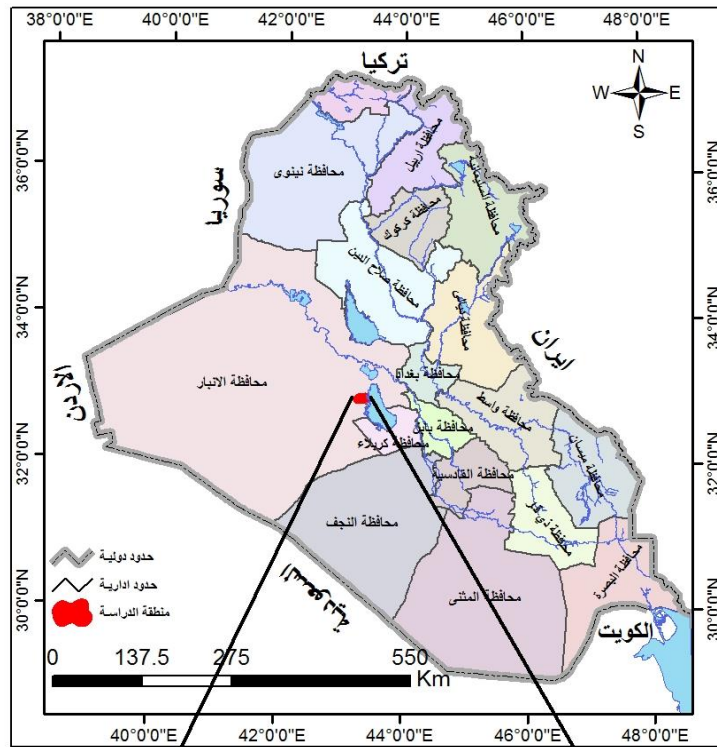 38°0'0"E 40°0'0"E 42°0'0"E 44°0'0"E 46°0'0"E 48°0'0"E
تركيا
N
W E
S
36°0'0"N
34°0'0"N
32°0'0"N
30°0'0"N
36°0'0"N
34°0'0"N
32°0'0"N
30°0'0"N
سوريا
ايران
الاردن
السعودية
الكويت
محافظة اربيل
محافظة نينوى
محافظة السليمانية
محافظة كركوك
محافظة صلاح الدين
محافظة ديالى
محافظة الانبار
محافظة بغداد
محافظة واسط
محافظة بابل
محافظة كربلاء
محافظة ميسان
محافظة القادسية
محافظة النجف
محافظة ذي قار
محافظة المثنى
محافظة البصرة
حدود دولية
حدود ادارية
منطقة الدراسة
0 137.5 275 550
Km
40°0'0"E 42°0'0"E 44°0'0"E 46°0'0"E 48°0'0"E